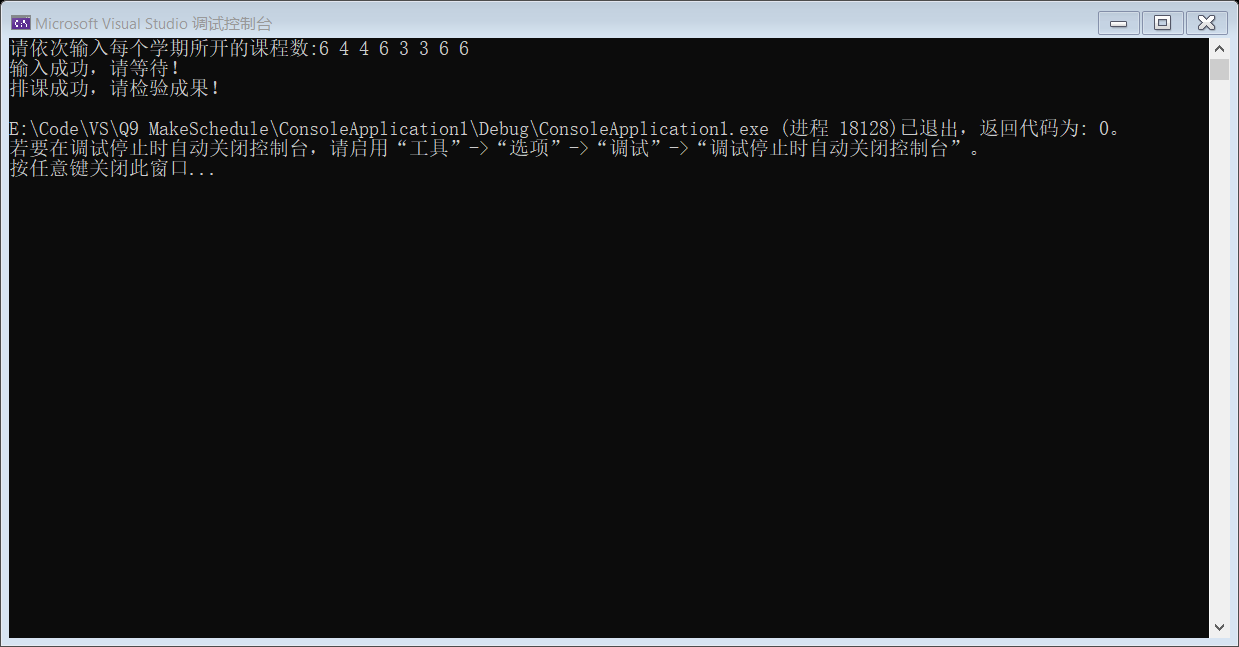 Microsoft Visual Studio 调试控制台
请依次输入每个学期所开的课程数:6 4 4 6 3 3 6 6
输入成功，请等待！
排课成功，请检验成果！
E:\Code\VS\Q9 MakeSchedule\ConsoleApplication1\Debug\ConsoleApplication1.exe (进程 18128)已退出，返回代码为: 0。
若要在调试停止时自动关闭控制台，请启用“工具”->“选项”->“调试”->“调试停止时自动关闭控制台”。
按任意键关闭此窗口...